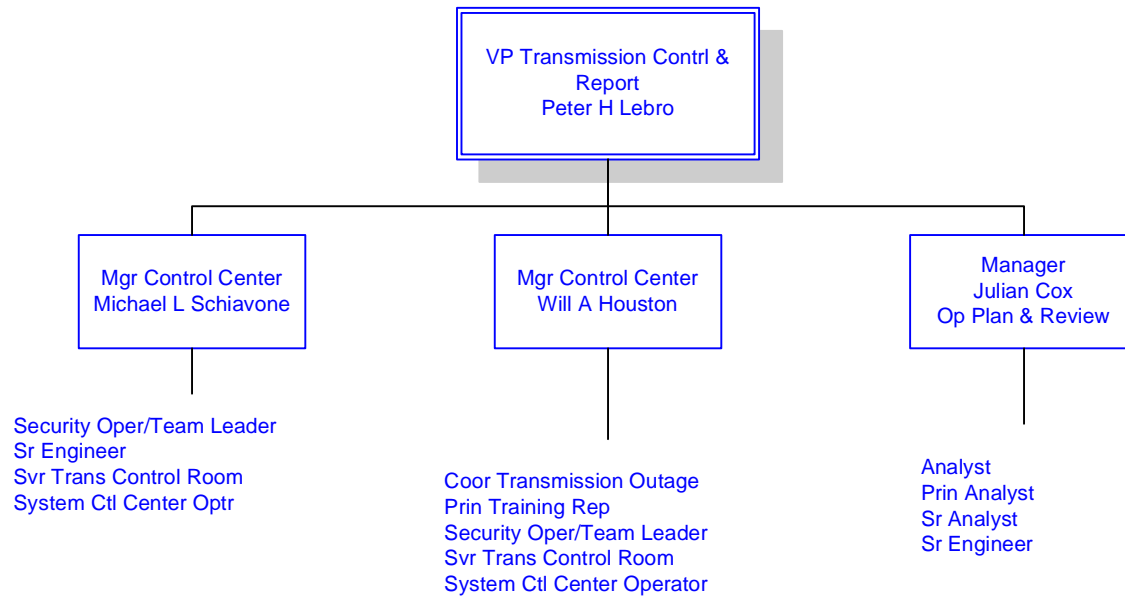 VP Transmission Contrl &
Report
Peter H Lebro
Mgr Control Center
Michael L Schiavone
Mgr Control Center
Will A Houston
Manager
Julian Cox
Op Plan & Review
Security Oper/Team Leader
Sr Engineer
Svr Trans Control Room
System Ctl Center Optr
Coor Transmission Outage
Prin Training Rep
Security Oper/Team Leader
Svr Trans Control Room
System Ctl Center Operator
Analyst
Prin Analyst
Sr Analyst
Sr Engineer